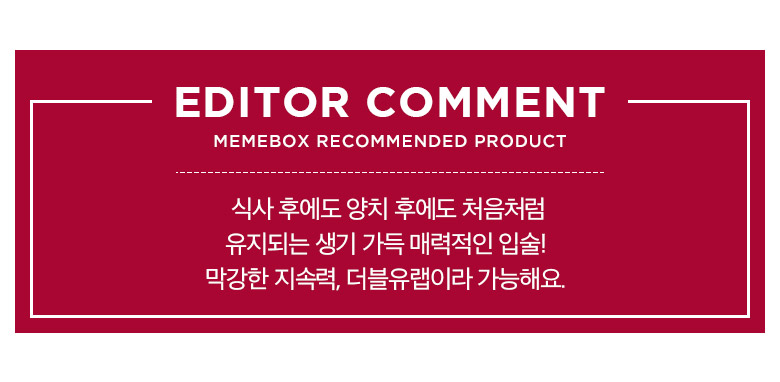 EDITOR COMMENT
MEMEBOX RECOMMENDED PRODUCT
식사 후에도 양치 후에도 처음처럼
유지되는 생기 가득 매력적인 입술!
막강한 지속력, 더블유랩이라 가능해요.